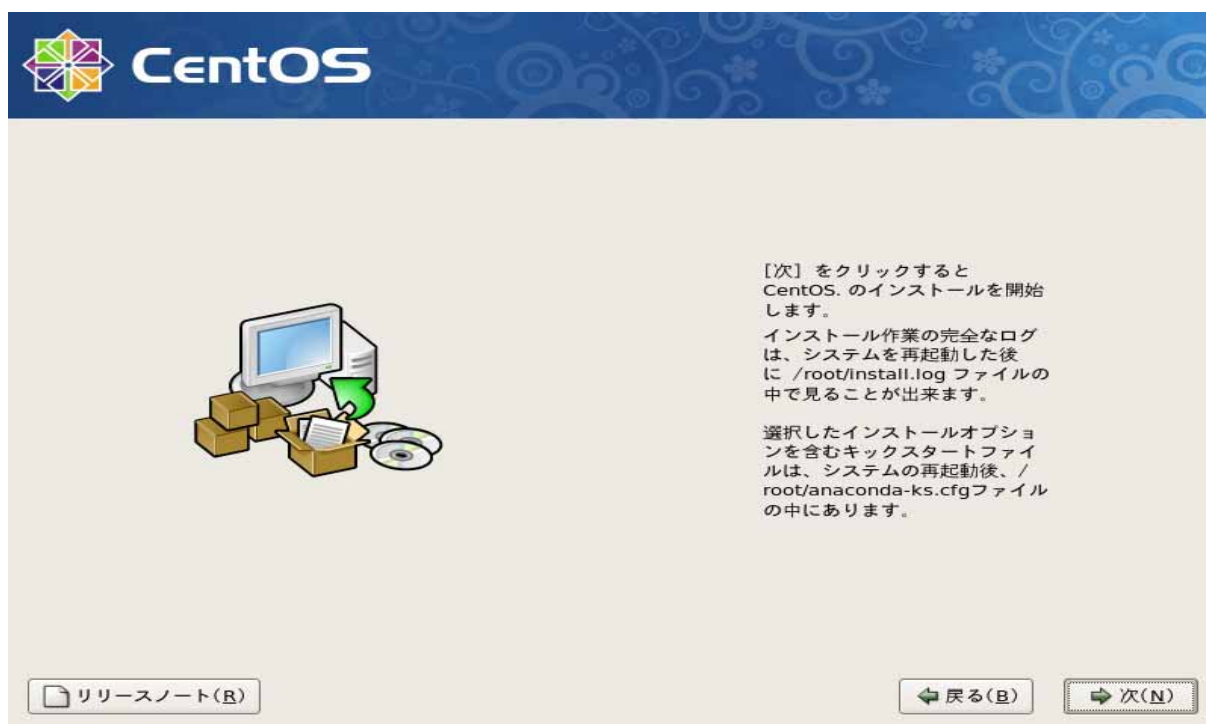 CentOS
［次］をクリックすると
CentOS. のインストールを開始
します。
インストール作業の完全なログ
は、システムを再起動した後
に /root/install.log ファイルの
中で見ることが出来ます。
選択したインストールオプショ
ンを含むキックスタートファイ
ルは、システムの再起動後、/
root/anaconda-ks.cfgファイル
の中にあります。
リリースノート(R)
戻る(B)
次(N)